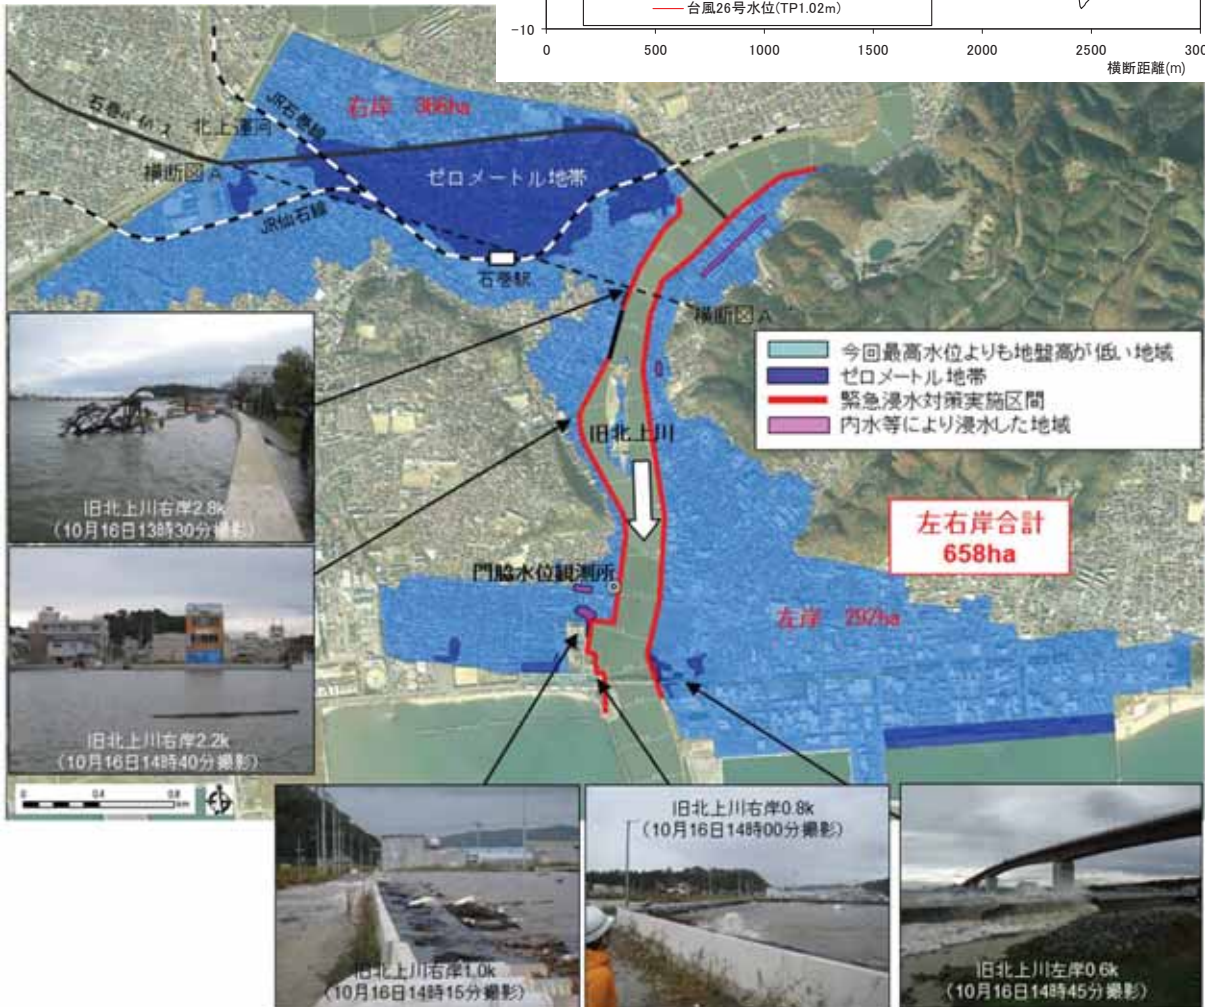 台風26号水位(TP1.02m)
-10
0
500
1000
1500
2000
2500
横断距離(m)
右岸 366ha
JR石巻線
北上運河
横断図A
ゼロメートル地帯
JR仙石線
石巻駅
横断図A
今回最高水位よりも地盤高が低い地域
ゼロメートル地帯
緊急浸水対策実施区間
内水等により浸水した地域
旧北上川
左右岸合計
658ha
門脇水位観測所
左岸 292ha
旧北上川右岸2.8k
(10月16日13時30分撮影)
旧北上川右岸2.2k
(10月16日14時40分撮影)
0
0.4
0.8
km
旧北上川右岸1.0k
(10月16日14時15分撮影)
旧北上川右岸0.8k
(10月16日14時00分撮影)
旧北上川左岸0.6k
(10月16日14時45分撮影)